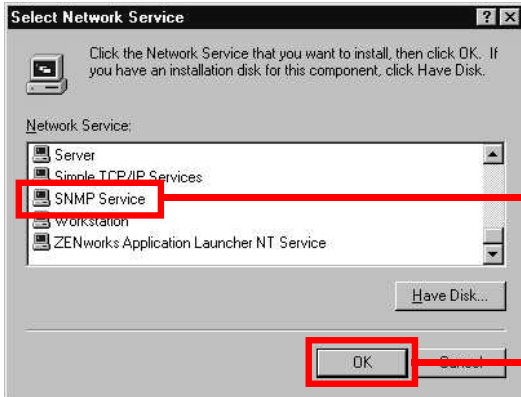 Select Network Service
Click the Network Service that you want to install, then click OK. If
you have an installation disk for this component, click Have Disk.
Network Service:
Server
Simple TCP/IP Services
SNMP Service
Workstation
ZENworks Application Launcher NT Service
Have Disk...
OK
Cancel